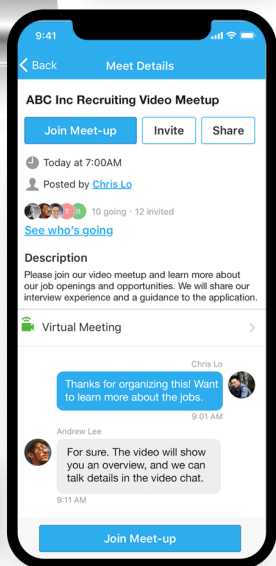 9:41
Back Meet Details
ABC Inc Recruiting Video Meetup
Join Meet-up Invite Share
Today at 7:00AM
Posted by Chris Lo
T B 10 going · 12 invited
See who's going
Description
Please join our video meetup and learn more about
our job openings and opportunities. We will share our
interview experience and a guidance to the application.
Virtual Meeting
Chris Lo
Thanks for organizing this! Want
to learn more about the jobs.
9:01 AM
Andrew Lee
For sure. The video will show
you an overview, and we can
talk details in the video chat.
9:11 AM
Join Meet-up